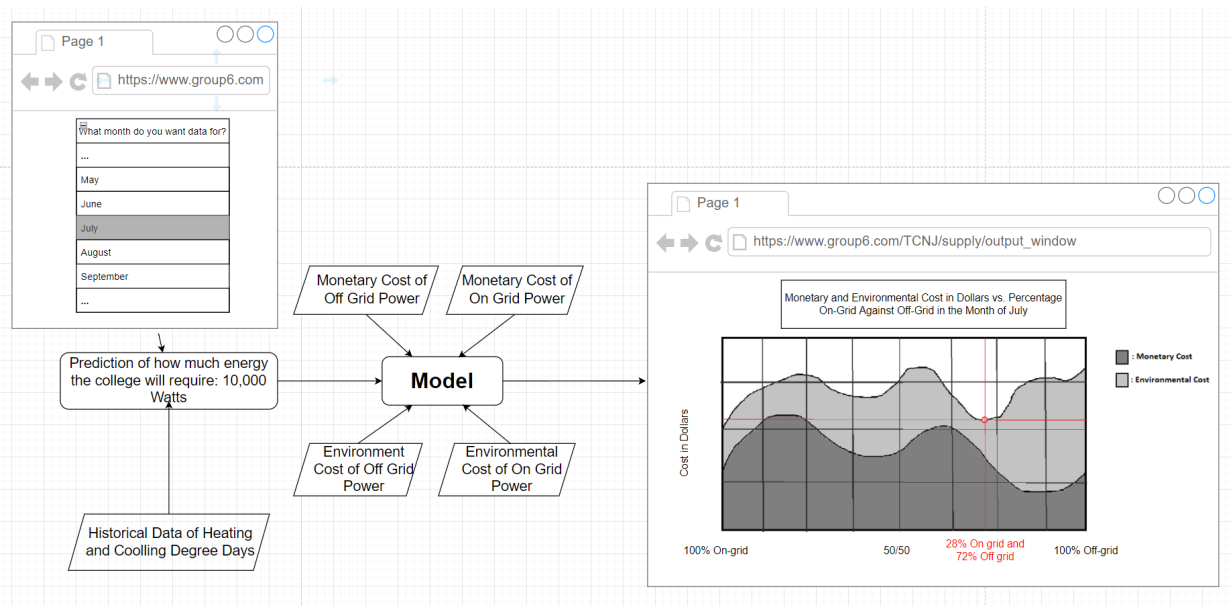 Page 1
https://www.group6.com
What month do you want data for?
...
May
June
July
August
September
...
Prediction of how much energy
the college will require: 10,000
Watts
Historical Data of Heating
and Coolling Degree Days
Monetary Cost of
Off Grid Power
Monetary Cost of
On Grid Power
Model
Environment
Cost of Off Grid
Power
Environmental
Cost of On Grid
Power
Page 1
https://www.group6.com/TCNJ/supply/output_window
Monetary and Environmental Cost in Dollars vs. Percentage
On-Grid Against Off-Grid in the Month of July
: Monetary Cost
: Environmental Cost
Cost in Dollars
100% On-grid
50/50
28% On grid and
72% Off grid
100% Off-grid